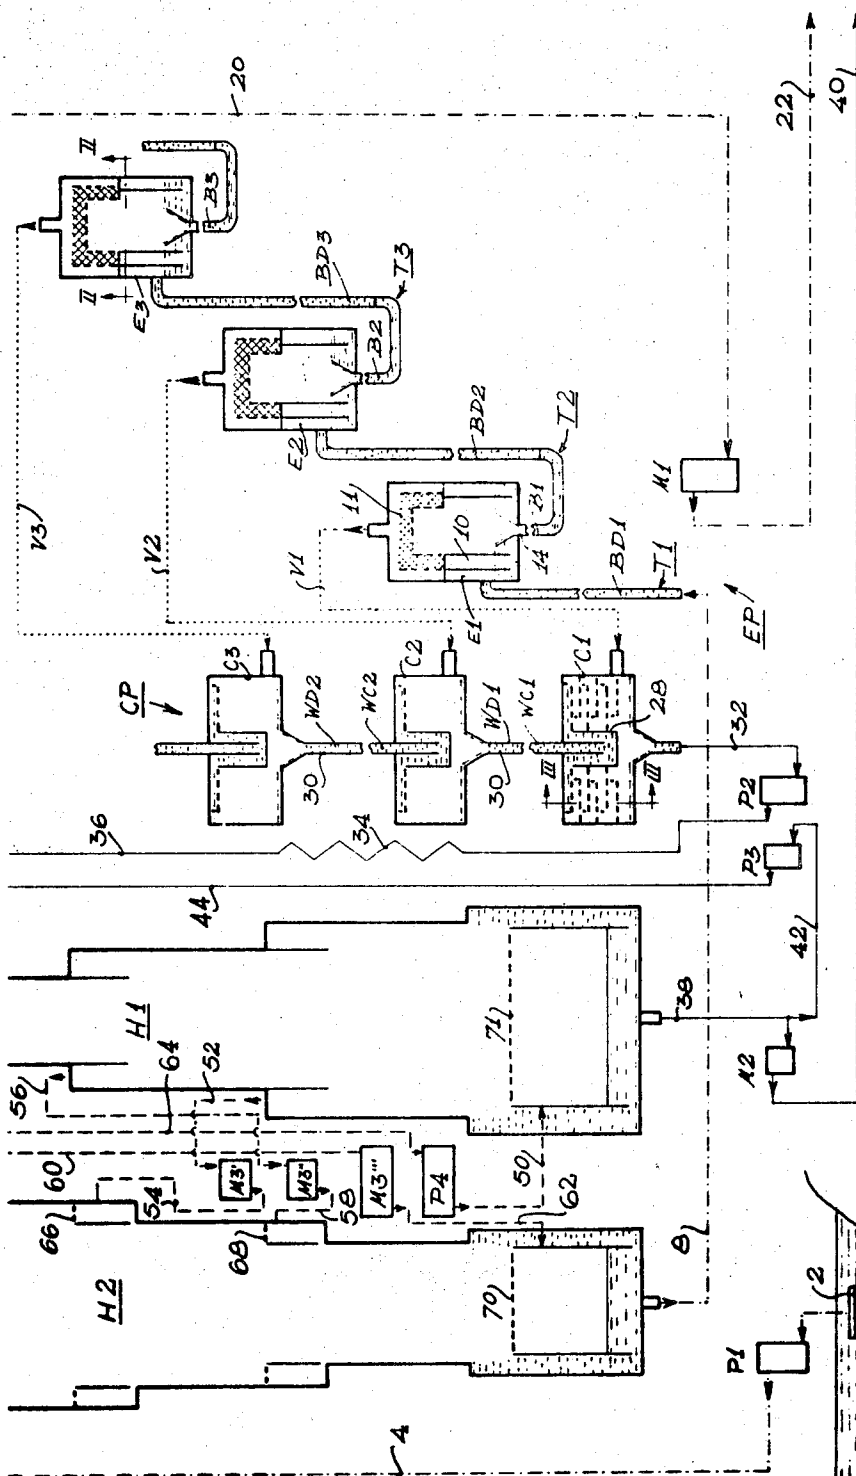 20
22
40
II
II
B3
E3
BD3
T3
V3
B2
E2
V2
BD2
T2
11
10
B1
14
V1
E1
BD1
T1
M1
EP
CP
C3
WD2
30
WC2
C2
WD1
30
WC1
C1
28
III
III
32
36
34
P2
P3
44
42
H1
71
38
M2
56
64
52
60
54
M3'
M3"
M3'''
P4
58
50
62
66
68
H2
70
8
P1
2
4